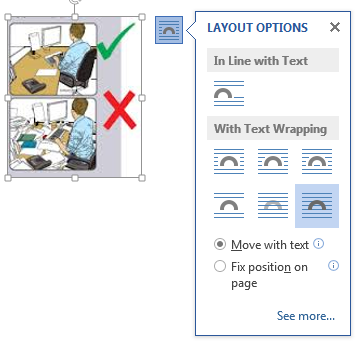 LAYOUT OPTIONS
In Line with Text
With Text Wrapping
Move with text
Fix position on
page
See more...